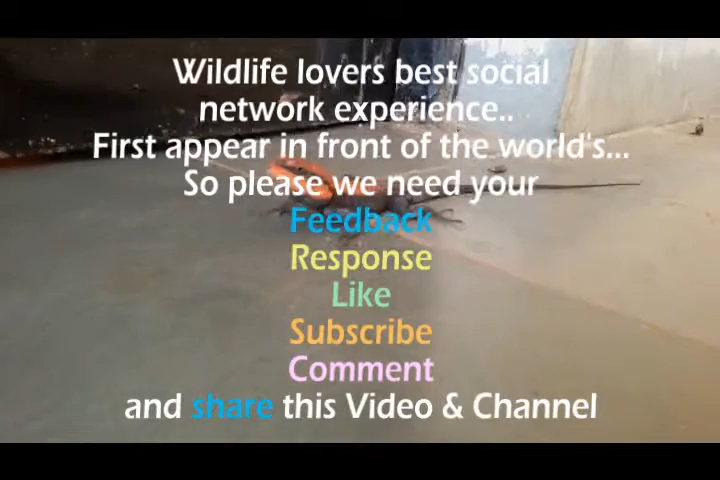 Wildlife lovers best social
network experience..
First appear in front of the world's...
So please we need your
Feedback
Response
Like
Subscribe
Comment
and share this Video & Channel